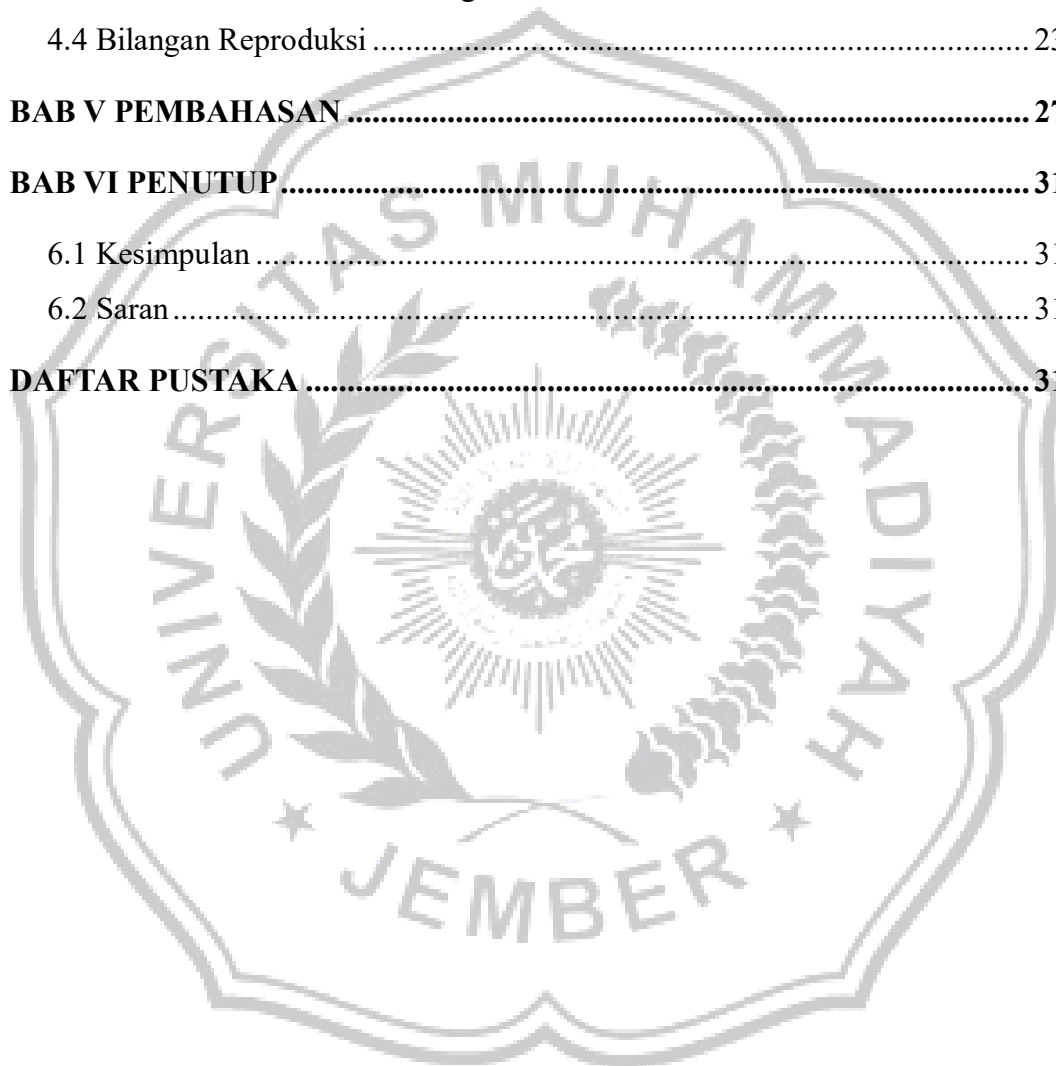 4.4 Bilangan Reproduksi ........................................................................................ 23
BAB V PEMBAHASAN ........................................................................................ 27
BAB VI PENUTUP ........................................................................................ 31
6.1 Kesimpulan ........................................................................................ 31
6.2 Saran ........................................................................................ 31
DAFTAR PUSTAKA ........................................................................................ 31
UNIVERSITAS MUHAMMADIYAH
JEMBER